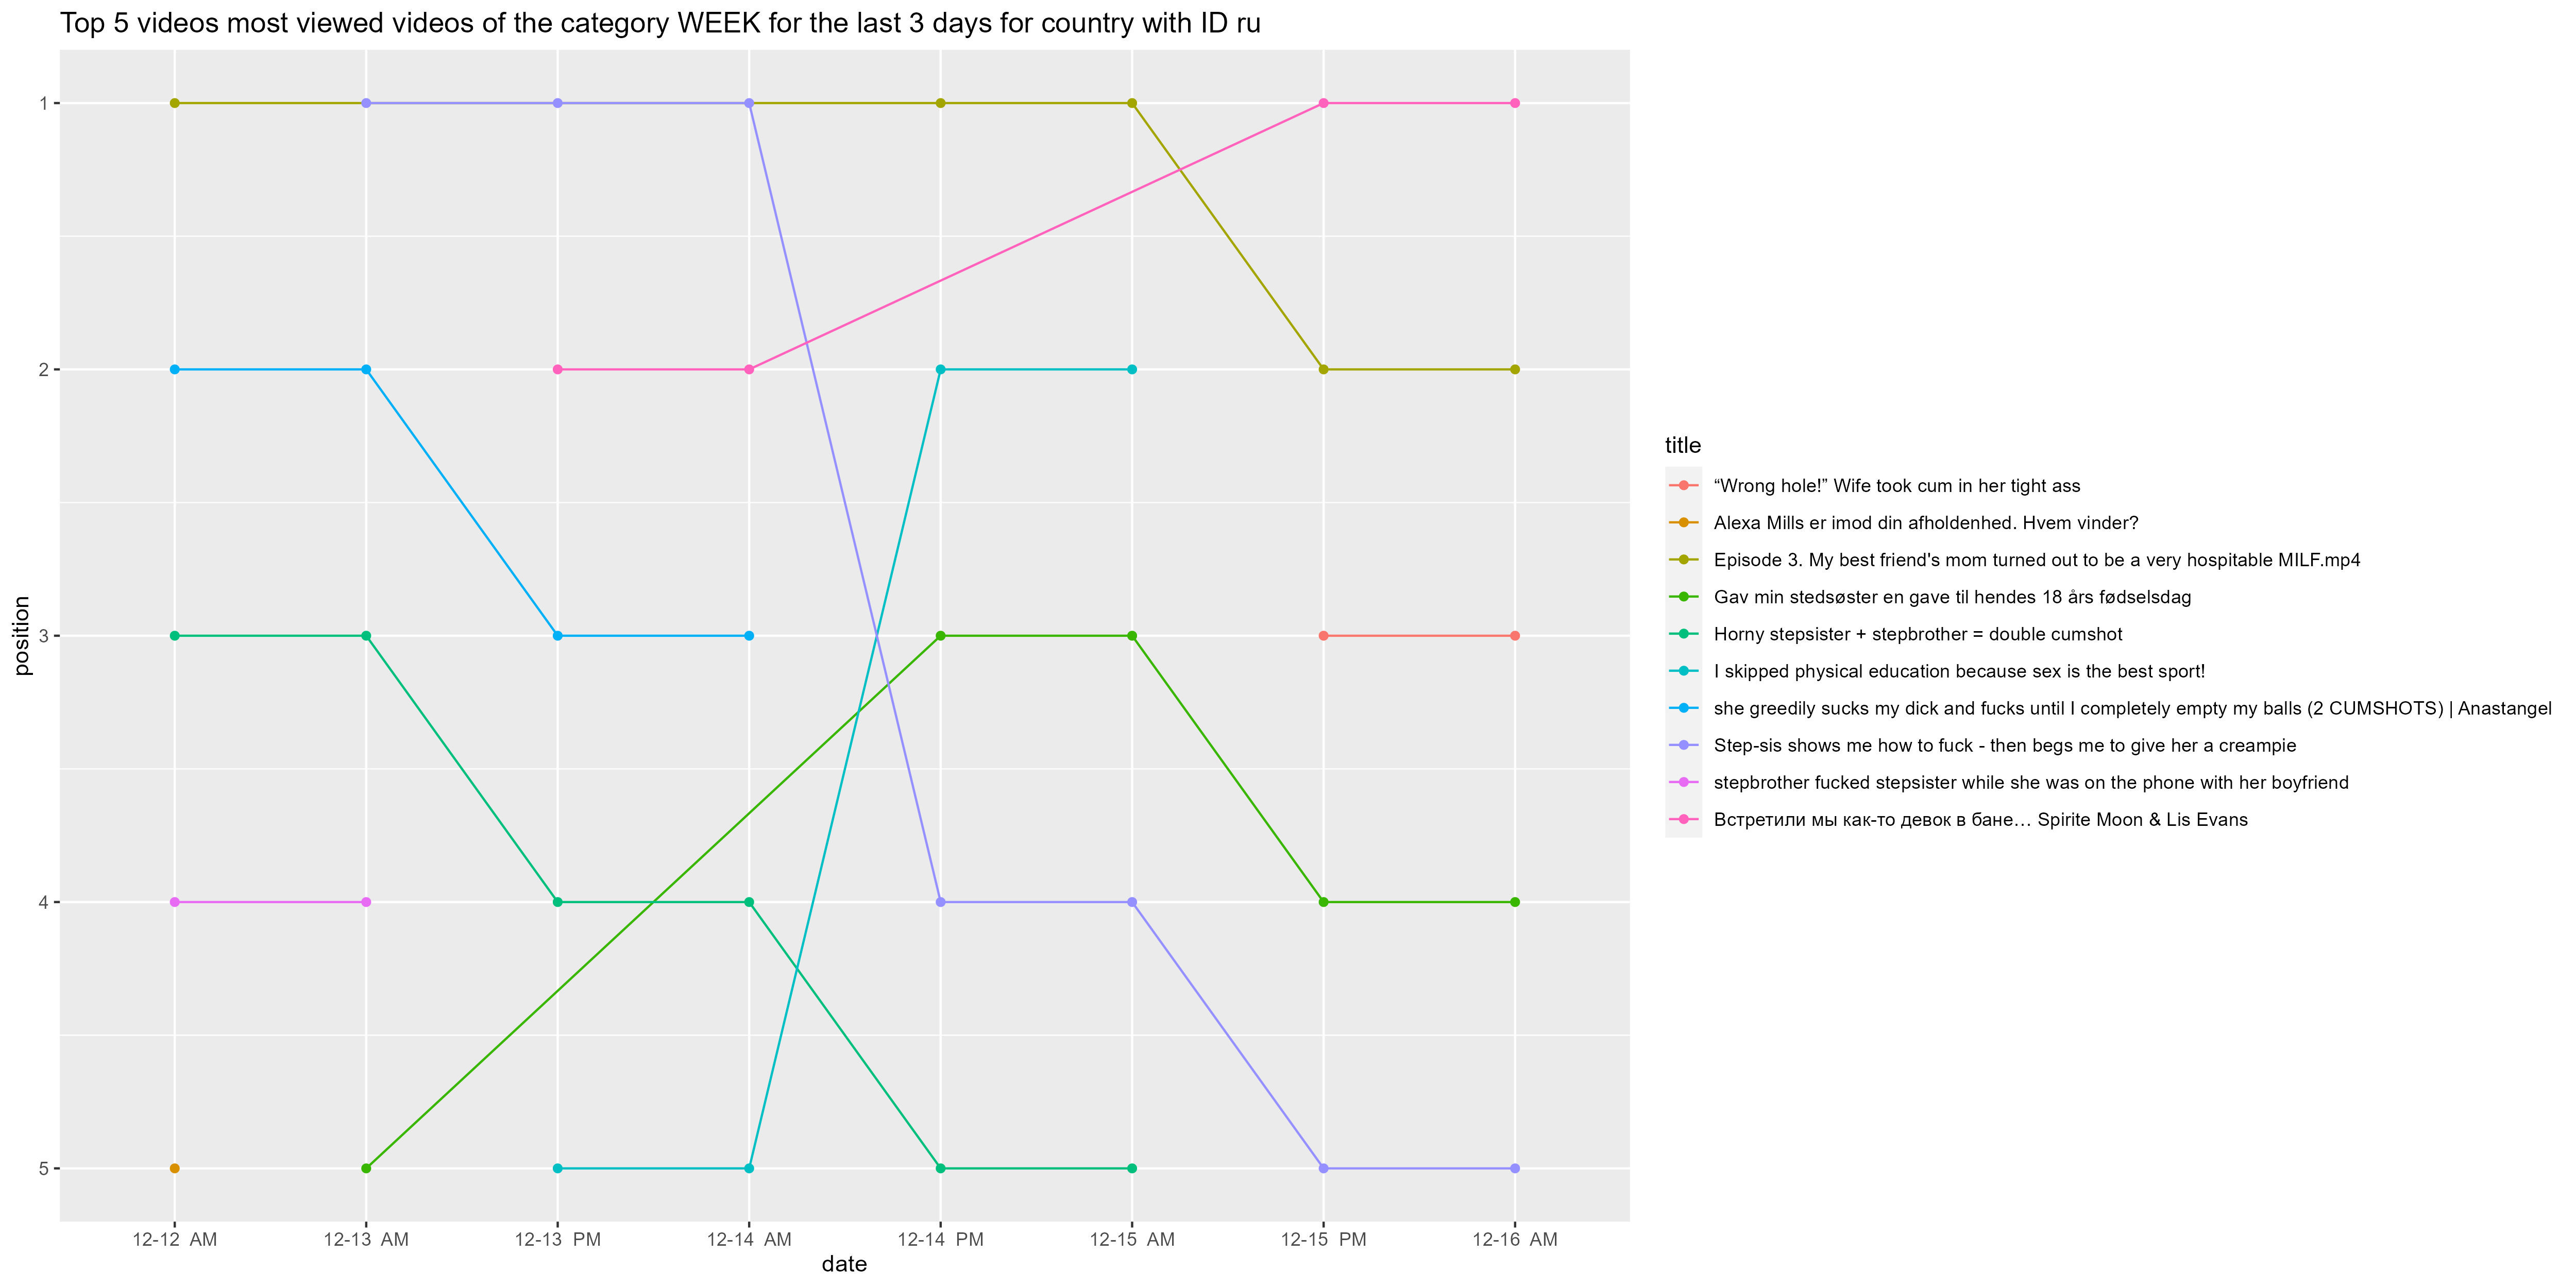 Top 5 videos most viewed videos of the category WEEK for the last 3 days for country with ID ru
position
1
2
3
4
5
12-12 AM
12-13 AM
12-13 PM
12-14 AM
12-14 PM
12-15 AM
12-15 PM
12-16 AM
date
title
“Wrong hole!” Wife took cum in her tight ass
Alexa Mills er imod din afholdenhed. Hvem vinder?
Episode 3. My best friend's mom turned out to be a very hospitable MILF.mp4
Gav min stedsøster en gave til hendes 18 års fødselsdag
Horny stepsister + stepbrother = double cumshot
I skipped physical education because sex is the best sport!
she greedily sucks my dick and fucks until I completely empty my balls (2 CUMSHOTS) | Anastangel
Step-sis shows me how to fuck - then begs me to give her a creampie
stepbrother fucked stepsister while she was on the phone with her boyfriend
Встретили мы как-то девок в бане… Spirite Moon & Lis Evans